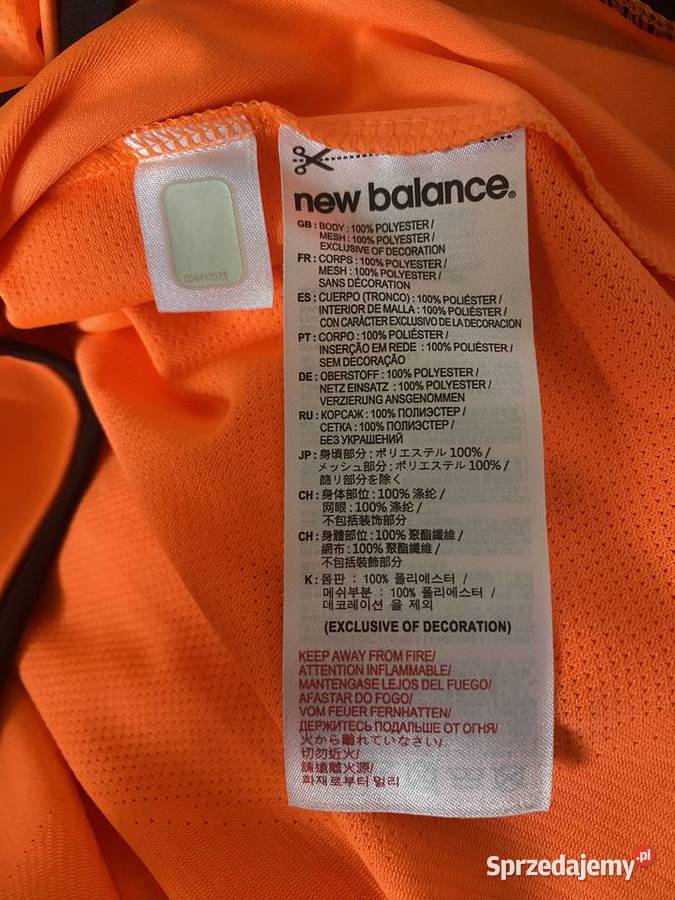 059417073
new balance®
GB : BODY : 100% POLYESTER /
MESH : 100% POLYESTER /
EXCLUSIVE OF DECORATION
FR : CORPS : 100% POLYESTER /
MESH : 100% POLYESTER /
SANS DÉCORATION
ES : CUERPO (TRONCO) : 100% POLIÉSTER /
INTERIOR DE MALLA : 100% POLIÉSTER /
CON CARÁCTER EXCLUSIVO DE LA DECORACION
PT : CORPO : 100% POLIÉSTER /
INSERÇÃO EM REDE : 100% POLIÉSTER /
SEM DECORAÇÃO
DE : OBERSTOFF : 100% POLYESTER /
NETZ EINSATZ : 100% POLYESTER /
VERZIERUNG ANSGENOMMEN
RU : КОРСАЖ : 100% ПОЛИЭСТЕР /
СЕТКА : 100% ПОЛИЭСТЕР /
БЕЗ УКРАШЕНИЙ
JP : 身頃部分 : ポリエステル 100% /
メッシュ部分 : ポリエステル 100% /
篩リ部分を除く
CH : 身体部位 : 100% 涤纶 /
网眼 : 100% 涤纶 /
不包括装饰部分
CH : 身體部位 : 100% 聚酯纖維 /
網布 : 100% 聚酯纖維 /
不包括裝飾部分
K : 몸판 : 100% 폴리에스터 /
메쉬부분 : 100% 폴리에스터 /
데코레이션 을 제외
(EXCLUSIVE OF DECORATION)
KEEP AWAY FROM FIRE/
ATTENTION INFLAMMABLE/
MANTENGASE LEJOS DEL FUEGO/
AFASTAR DO FOGO/
VOM FEUER FERNHATTEN/
ДЕРЖИТЕСЬ ПОДАЛЬШЕ ОТ ОГНЯ/
火から離れていなさい/
切勿近火/
請遠離火源/
화재로부터 멀리
Sprzedajemy.pl